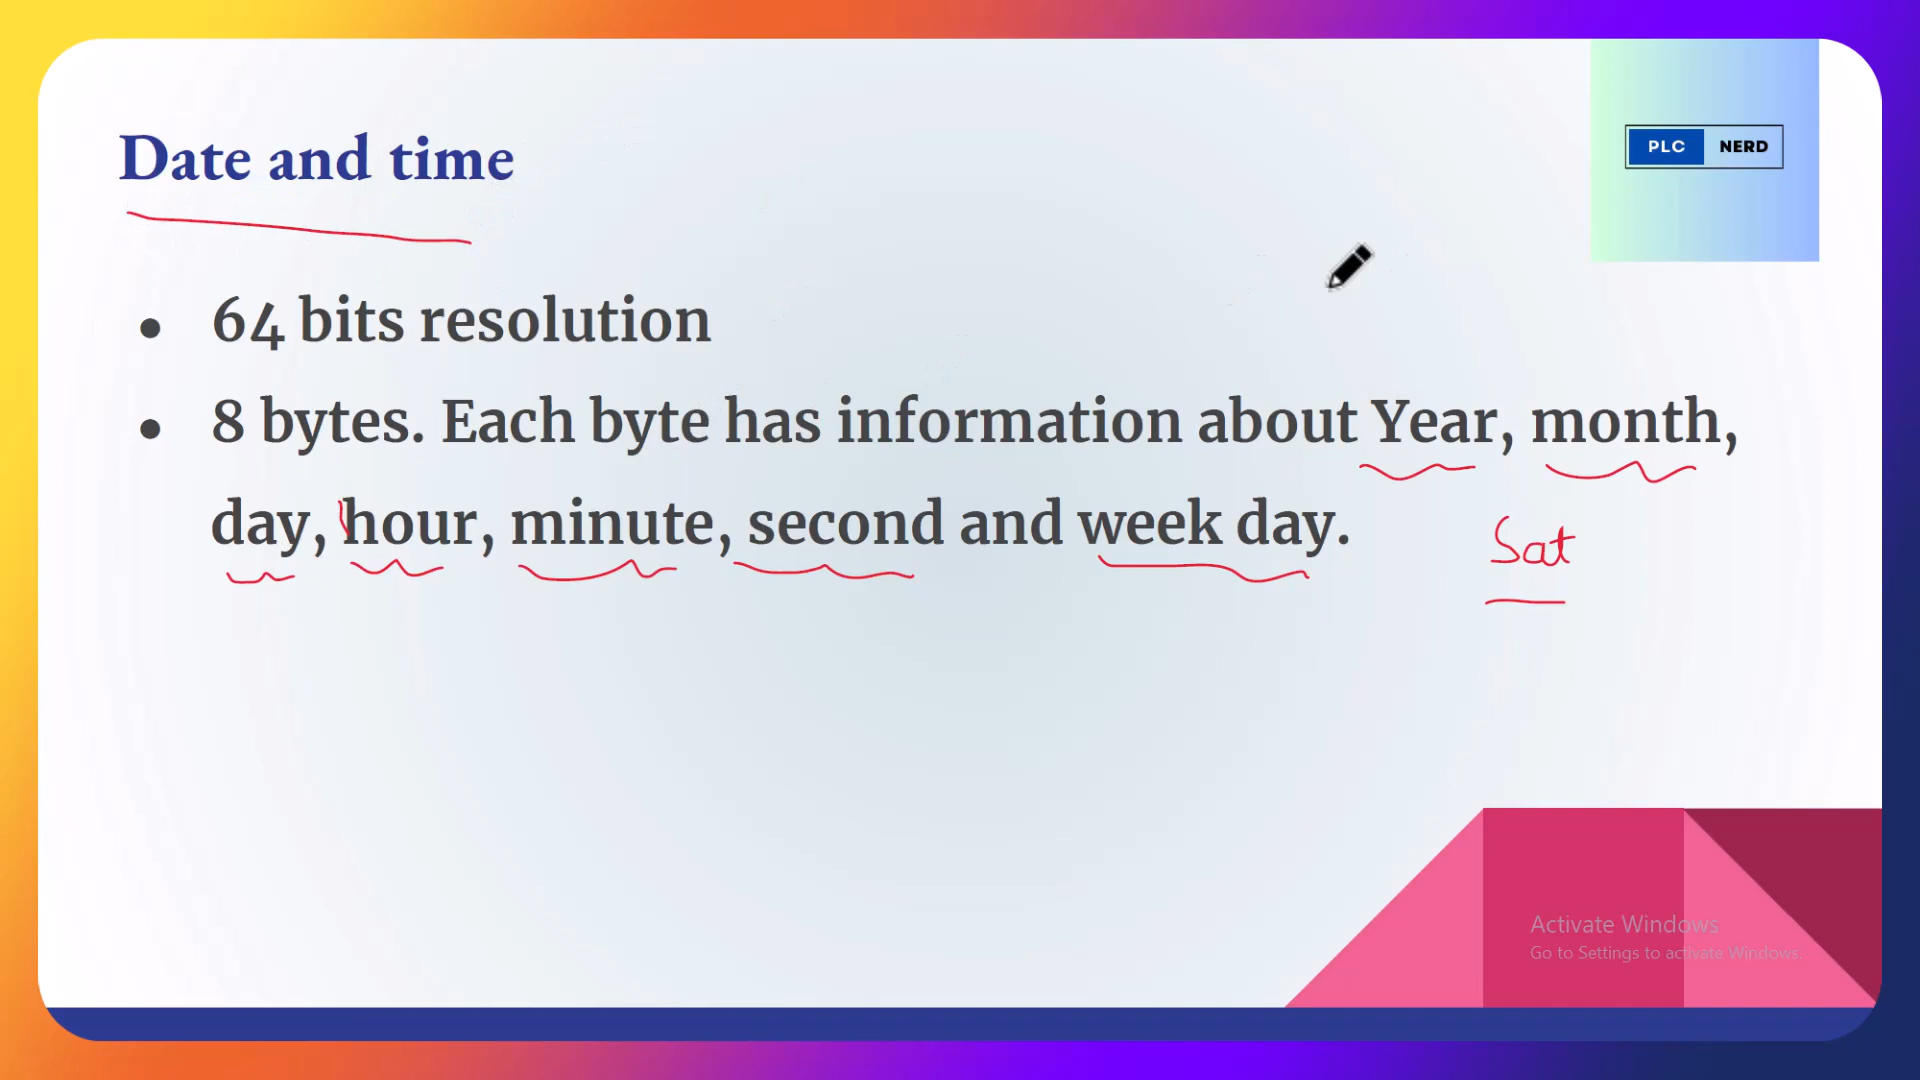 PLC NERD
Date and time
64 bits resolution
8 bytes. Each byte has information about Year, month,
day, hour, minute, second and week day.
Sat
Activate Windows
Go to Settings to activate Windows.